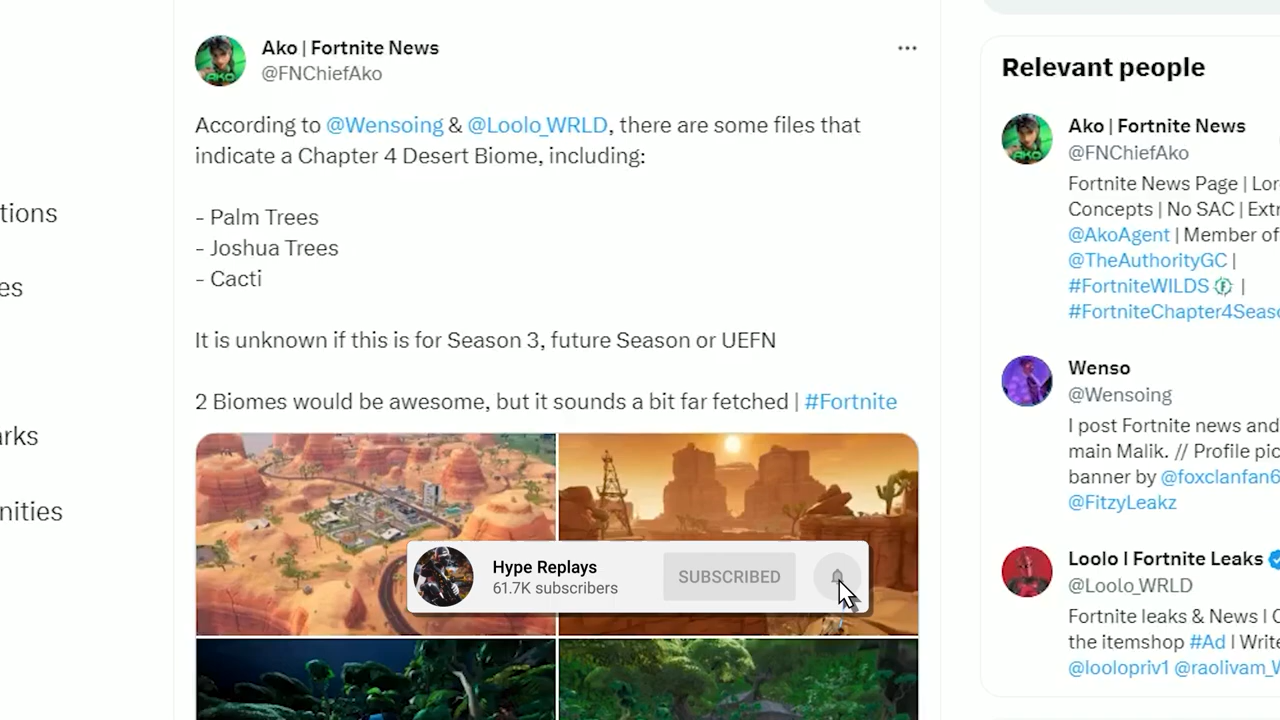 tions
es
arks
nities
Ako | Fortnite News
@FNChiefAko
According to @Wensoing & @Loolo_WRLD, there are some files that
indicate a Chapter 4 Desert Biome, including:
- Palm Trees
- Joshua Trees
- Cacti
It is unknown if this is for Season 3, future Season or UEFN
2 Biomes would be awesome, but it sounds a bit far fetched | #Fortnite
Hype Replays
61.7K subscribers
SUBSCRIBED
Relevant people
Ako | Fortnite News
@FNChiefAko
Fortnite News Page | Lor
Concepts | No SAC | Extr
@AkoAgent | Member of
@TheAuthorityGC |
#FortniteWILDS |
#FortniteChapter4Seaso
Wenso
@Wensoing
I post Fortnite news and
main Malik. // Profile pic
banner by @foxclanfan6
@FitzyLeakz
Loolo l Fortnite Leaks
@Loolo_WRLD
Fortnite leaks & News l C
the itemshop #Ad l Write
@loolopriv1 @raolivam_W